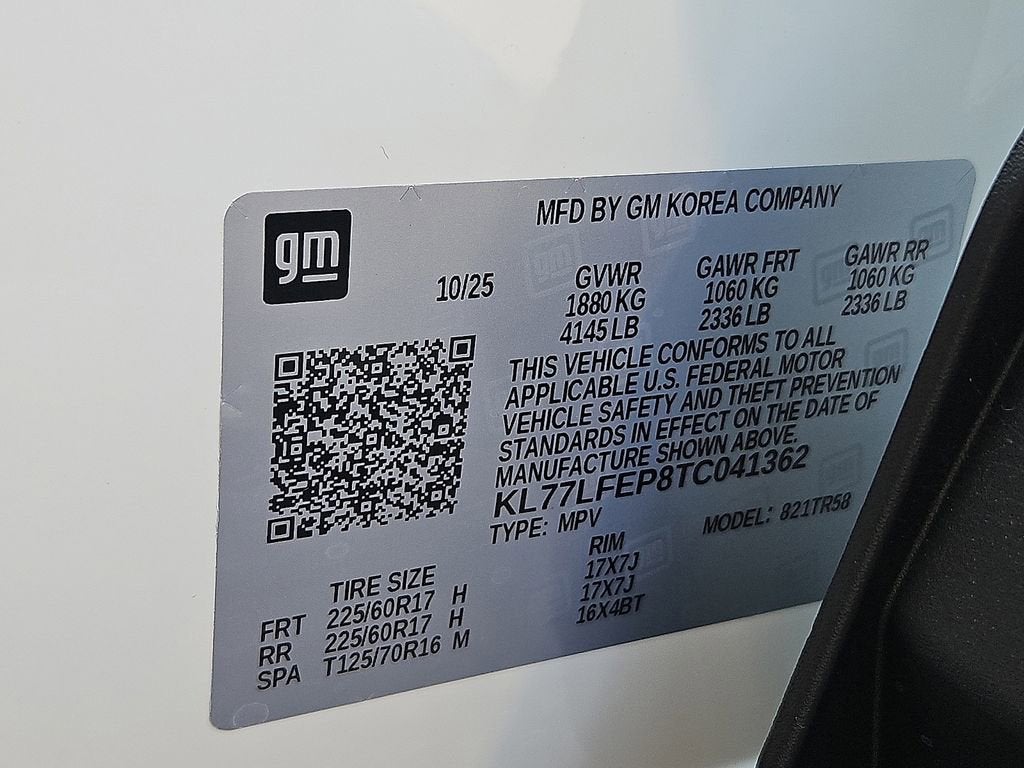 gm
MFD BY GM KOREA COMPANY
10/25
GVWR GAWR FRT GAWR RR
1880 KG 1060 KG 1060 KG
4145 LB 2336 LB 2336 LB
THIS VEHICLE CONFORMS TO ALL
APPLICABLE U.S. FEDERAL MOTOR
VEHICLE SAFETY AND THEFT PREVENTION
STANDARDS IN EFFECT ON THE DATE OF
MANUFACTURE SHOWN ABOVE.
KL77LFEP8TC041362
TYPE: MPV MODEL: 821TR58
TIRE SIZE RIM
FRT 225/60R17 H 17X7J
RR 225/60R17 H 17X7J
SPA T125/70R16 M 16X4BT